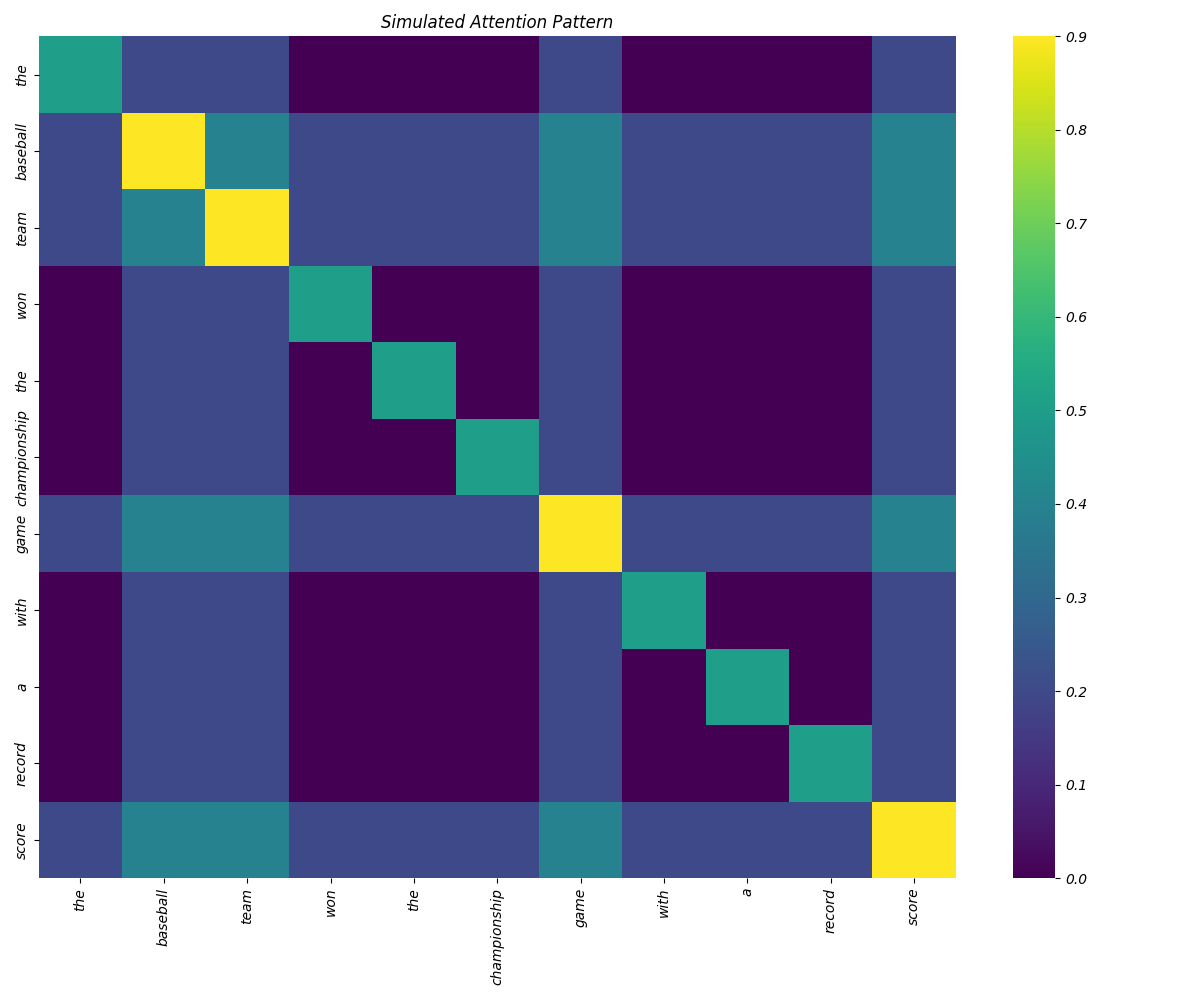 Simulated Attention Pattern
the
baseball
team
won
the
championship
game
with
a
record
score
the
baseball
team
won
the
championship
game
with
a
record
score
0.9
0.8
0.7
0.6
0.5
0.4
0.3
0.2
0.1
0.0